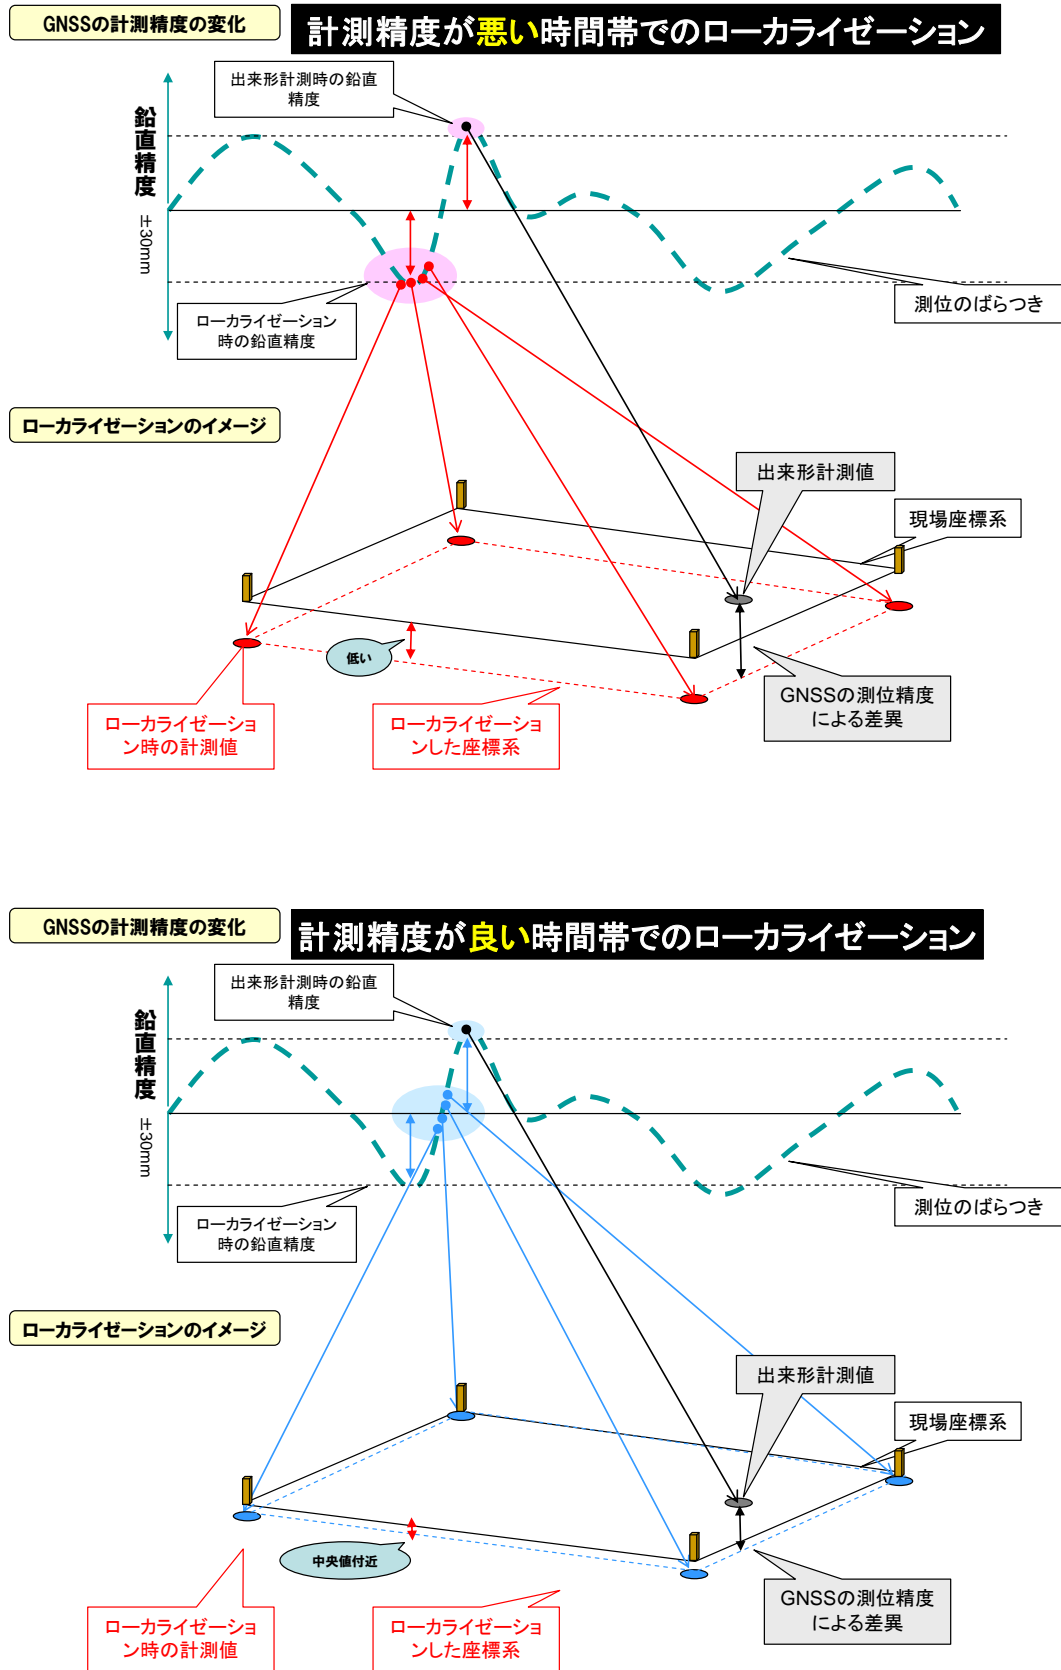 GNSSの計測精度の変化
計測精度が悪い時間帯でのローカライゼーション
出来形計測時の鉛直
精度
鉛直精度
±30mm
ローカライゼーション
時の鉛直精度
測位のばらつき
ローカライゼーションのイメージ
出来形計測値
現場座標系
低い
GNSSの測位精度
による差異
ローカライゼーショ
ン時の計測値
ローカライゼーショ
ンした座標系
GNSSの計測精度の変化
計測精度が良い時間帯でのローカライゼーション
出来形計測時の鉛直
精度
鉛直精度
±30mm
ローカライゼーション
時の鉛直精度
測位のばらつき
ローカライゼーションのイメージ
出来形計測値
現場座標系
中央値付近
GNSSの測位精度
による差異
ローカライゼーショ
ン時の計測値
ローカライゼーショ
ンした座標系